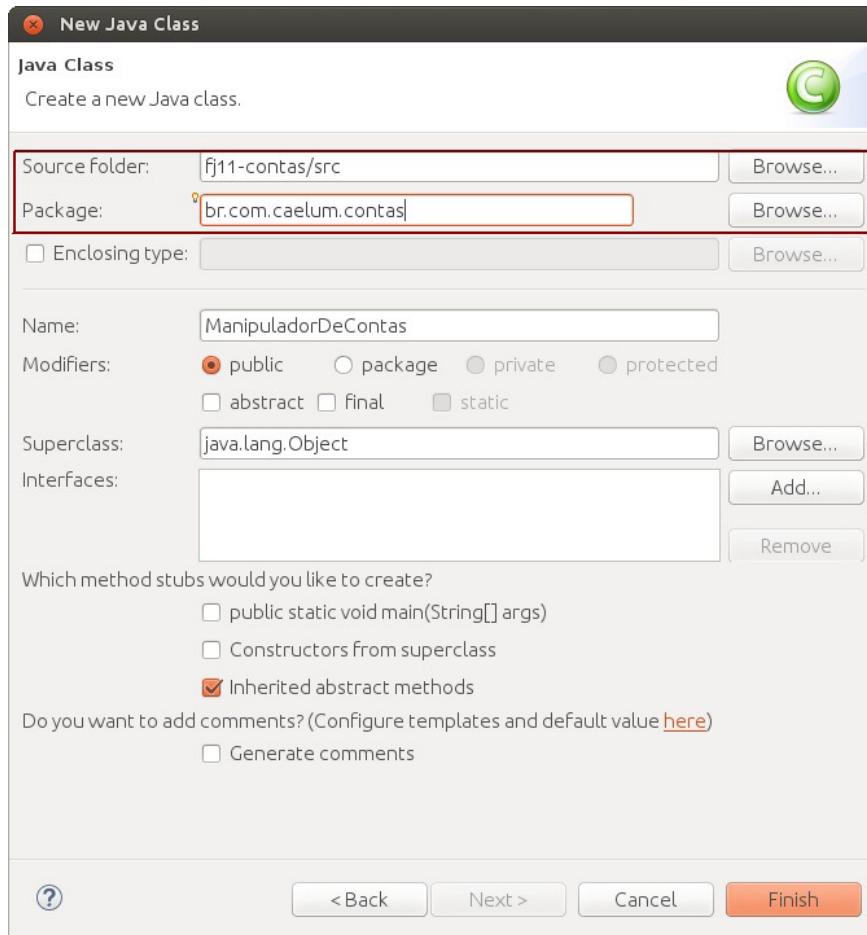 New Java Class
Java Class
Create a new Java class.
Source folder: fj11-contas/src Browse...
Package: br.com.caelum.contas Browse...
Enclosing type: Browse...
Name: ManipuladorDeContas
Modifiers: public package private protected
abstract final static
Superclass: java.lang.Object Browse...
Interfaces: Add...
Remove
Which method stubs would you like to create?
public static void main(String[] args)
Constructors from superclass
Inherited abstract methods
Do you want to add comments? (Configure templates and default value here)
Generate comments
? < Back Next > Cancel Finish